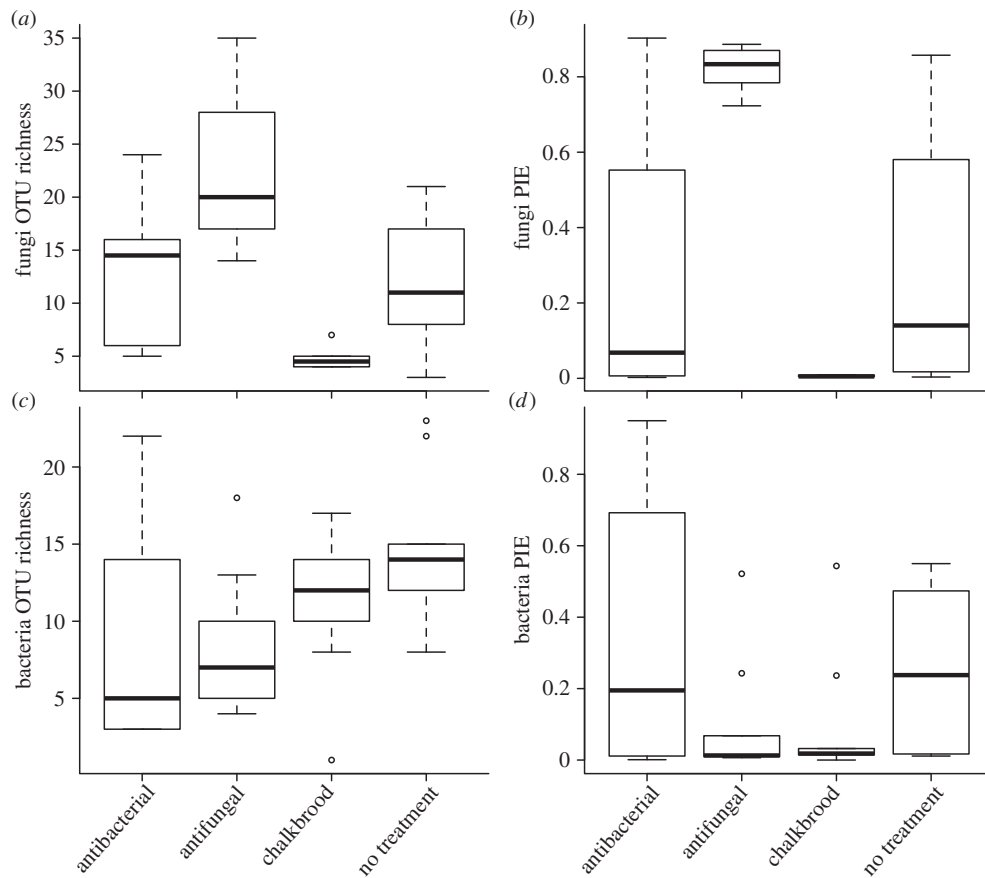 (a)
35
30
25
20
15
10
5
fungi OTU richness
(b)
0.8
0.6
0.4
0.2
0
fungi PIE
(c)
20
15
10
5
bacteria OTU richness
antibacterial
antifungal
chalkbrood
no treatment
(d)
0.8
0.6
0.4
0.2
0
bacteria PIE
antibacterial
antifungal
chalkbrood
no treatment